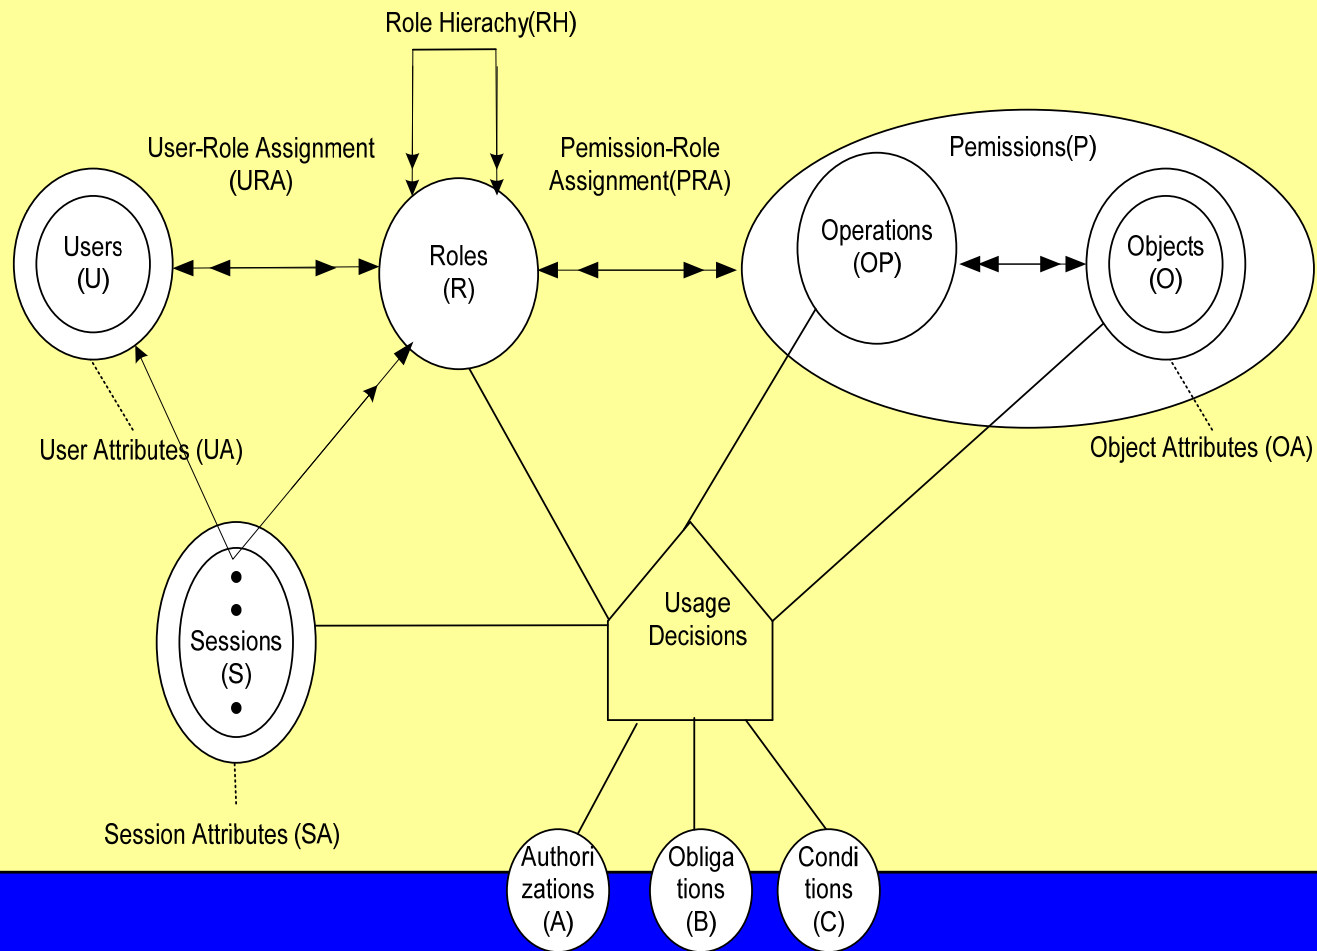 Role Hierachy(RH)
User-Role Assignment
(URA)
Pemission-Role
Assignment(PRA)
Pemissions(P)
Users
(U)
Roles
(R)
Operations
(OP)
Objects
(O)
User Attributes (UA)
Object Attributes (OA)
Usage
Decisions
Sessions
(S)
Session Attributes (SA)
Authori
zations
(A)
Obliga
tions
(B)
Condi
tions
(C)